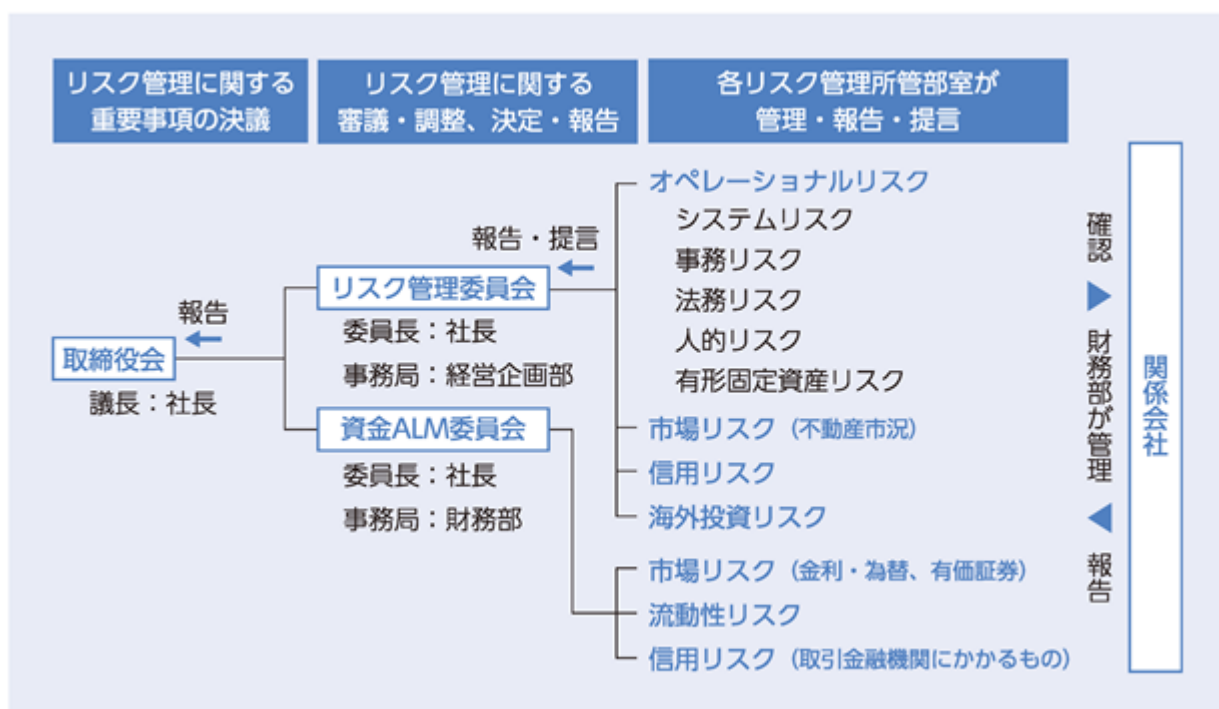 リスク管理に関する
重要事項の決議
リスク管理に関する
審議・調整、決定・報告
各リスク管理所管部室が
管理・報告・提言
報告
取締役会
議長：社長
報告・提言
リスク管理委員会
委員長：社長
事務局：経営企画部
資金ALM委員会
委員長：社長
事務局：財務部
オペレーショナルリスク
システムリスク
事務リスク
法務リスク
人的リスク
有形固定資産リスク
市場リスク（不動産市況）
信用リスク
海外投資リスク
市場リスク（金利・為替、有価証券）
流動性リスク
信用リスク（取引金融機関にかかるもの）
確認
財務部が管理
報告
関係会社